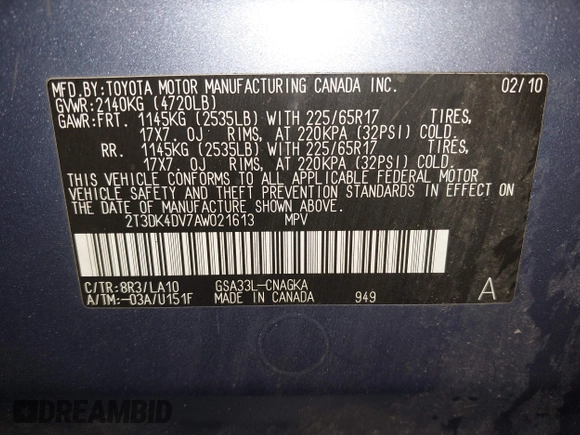 MFD.BY:TOYOTA MOTOR MANUFACTURING CANADA INC. 02/10
GVWR:2140KG (4720LB)
GAWR:FRT. 1145KG (2535LB) WITH 225/65R17 TIRES,
17X7. 0J RIMS, AT 220KPA (32PSI) COLD.
RR. 1145KG (2535LB) WITH 225/65R17 TIRES,
17X7. 0J RIMS, AT 220KPA (32PSI) COLD.
THIS VEHICLE CONFORMS TO ALL APPLICABLE FEDERAL MOTOR
VEHICLE SAFETY AND THEFT PREVENTION STANDARDS IN EFFECT ON
THE DATE OF MANUFACTURE SHOWN ABOVE.
2T3DK4DV7AW021613 MPV
C/TR:8R3/LA10 GSA33L-CNAGKA
A/TM:-03A/U151F MADE IN CANADA 949 A
DREAMBID